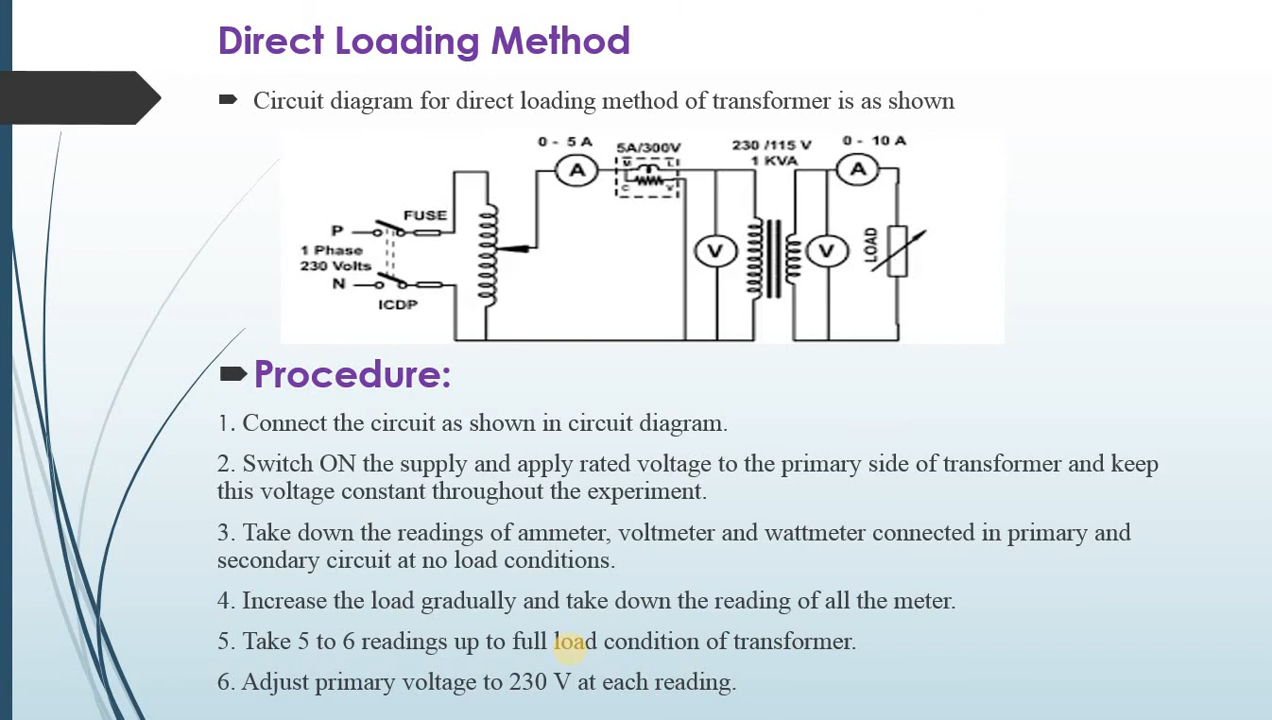 Direct Loading Method
Circuit diagram for direct loading method of transformer is as shown
0 - 5 A
5A/300V
230 /115 V
1 KVA
0 - 10 A
M L
C V
A
A
FUSE
P
1 Phase
230 Volts
N
ICDP
V
V
LOAD
Procedure:
1. Connect the circuit as shown in circuit diagram.
2. Switch ON the supply and apply rated voltage to the primary side of transformer and keep
this voltage constant throughout the experiment.
3. Take down the readings of ammeter, voltmeter and wattmeter connected in primary and
secondary circuit at no load conditions.
4. Increase the load gradually and take down the reading of all the meter.
5. Take 5 to 6 readings up to full load condition of transformer.
6. Adjust primary voltage to 230 V at each reading.